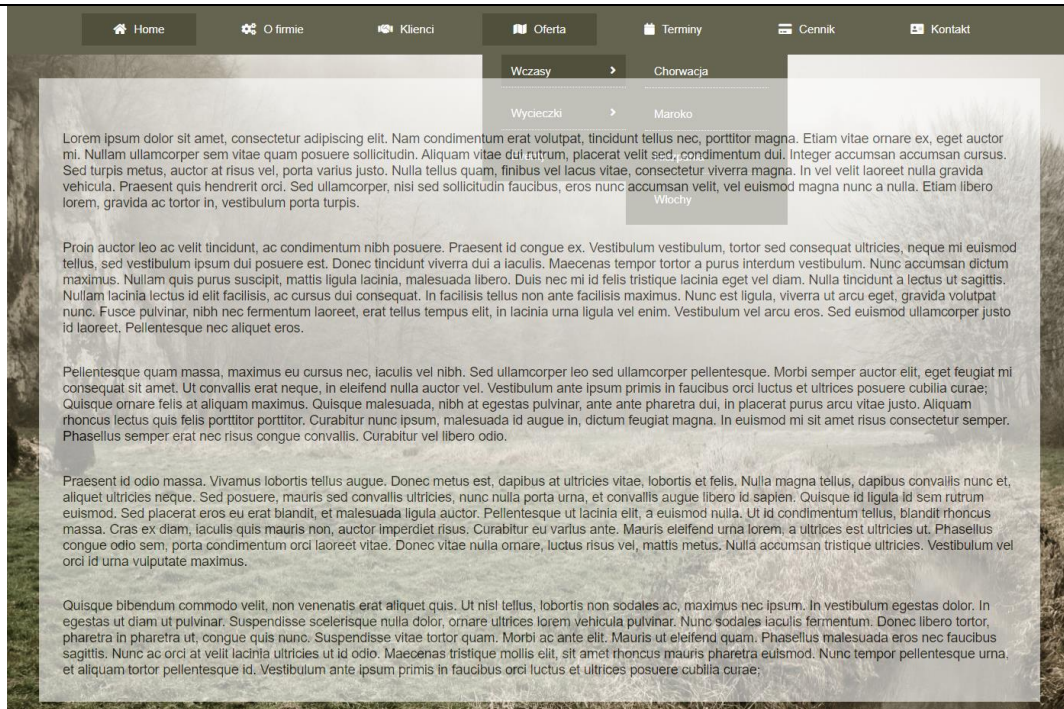 Home O firmie Klienci Oferta Terminy Cennik Kontakt
Wczasy Chorwacja
Wycieczki Maroko
Włochy
Lorem ipsum dolor sit amet, consectetur adipiscing elit. Nam condimentum erat volutpat, tincidunt tellus nec, porttitor magna. Etiam vitae ornare ex, eget auctor
mi. Nullam ullamcorper sem vitae quam posuere sollicitudin. Aliquam vitae dui rutrum, placerat velit sed, condimentum dui. Integer accumsan accumsan cursus.
Sed turpis metus, auctor at risus vel, porta varius justo. Nulla tellus quam, finibus vel lacus vitae, consectetur viverra magna. In vel velit laoreet nulla gravida
vehicula. Praesent quis hendrerit orci. Sed ullamcorper, nisi sed sollicitudin faucibus, eros nunc accumsan velit, vel euismod magna nunc a nulla. Etiam libero
lorem, gravida ac tortor in, vestibulum porta turpis.
Proin auctor leo ac velit tincidunt, ac condimentum nibh posuere. Praesent id congue ex. Vestibulum vestibulum, tortor sed consequat ultricies, neque mi euismod
tellus, sed vestibulum ipsum dui posuere est. Donec tincidunt viverra dui a iaculis. Maecenas tempor tortor a purus interdum vestibulum. Nunc accumsan dictum
maximus. Nullam quis purus suscipit, mattis ligula lacinia, malesuada libero. Duis nec mi id felis tristique lacinia eget vel diam. Nulla tincidunt a lectus ut sagittis.
Nullam lacinia lectus id elit facilisis, ac cursus dui consequat. In facilisis tellus non ante facilisis maximus. Nunc est ligula, viverra ut arcu eget, gravida volutpat
nunc. Fusce pulvinar, nibh nec fermentum laoreet, erat tellus tempus elit, in lacinia urna ligula vel enim. Vestibulum vel arcu eros. Sed euismod ullamcorper justo
id laoreet. Pellentesque nec aliquet eros.
Pellentesque quam massa, maximus eu cursus nec, iaculis vel nibh. Sed ullamcorper leo sed ullamcorper pellentesque. Morbi semper auctor elit, eget feugiat mi
consequat sit amet. Ut convallis erat neque, in eleifend nulla auctor vel. Vestibulum ante ipsum primis in faucibus orci luctus et ultrices posuere cubilia curae;
Quisque ornare felis at aliquam maximus. Quisque malesuada, nibh at egestas pulvinar, ante ante pharetra dui, in placerat purus arcu vitae justo. Aliquam
rhoncus lectus quis felis porttitor porttitor. Curabitur nunc ipsum, malesuada id augue in, dictum feugiat magna. In euismod mi sit amet risus consectetur semper.
Phasellus semper erat nec risus congue convallis. Curabitur vel libero odio.
Praesent id odio massa. Vivamus lobortis tellus augue. Donec metus est, dapibus at ultricies vitae, lobortis et felis. Nulla magna tellus, dapibus convallis nunc et,
aliquet ultricies neque. Sed posuere, mauris sed convallis ultricies, nunc nulla porta urna, et convallis augue libero id sapien. Quisque id ligula id sem rutrum
euismod. Sed placerat eros eu erat blandit, et malesuada ligula auctor. Pellentesque ut lacinia elit, a euismod nulla. Ut id condimentum tellus, blandit rhoncus
massa. Cras ex diam, iaculis quis mauris non, auctor imperdiet risus. Curabitur eu varius ante. Mauris eleifend urna lorem, a ultrices est ultricies ut. Phasellus
congue odio sem, porta condimentum orci laoreet vitae. Donec vitae nulla ornare, luctus risus vel, mattis metus. Nulla accumsan tristique ultricies. Vestibulum vel
orci id urna vulputate maximus.
Quisque bibendum commodo velit, non venenatis erat aliquet quis. Ut nisl tellus, lobortis non sodales ac, maximus nec ipsum. In vestibulum egestas dolor. In
egestas ut diam ut pulvinar. Suspendisse scelerisque nulla dolor, ornare ultrices lorem vehicula pulvinar. Nunc sodales iaculis fermentum. Donec libero tortor,
pharetra in pharetra ut, congue quis nunc. Suspendisse vitae tortor quam. Morbi ac ante elit. Mauris ut eleifend quam. Phasellus malesuada eros nec faucibus
sagittis. Nunc ac orci at velit lacinia ultricies ut id odio. Maecenas tristique mollis elit, sit amet rhoncus mauris pharetra euismod. Nunc tempor pellentesque urna,
et aliquam tortor pellentesque id. Vestibulum ante ipsum primis in faucibus orci luctus et ultrices posuere cubilia curae;